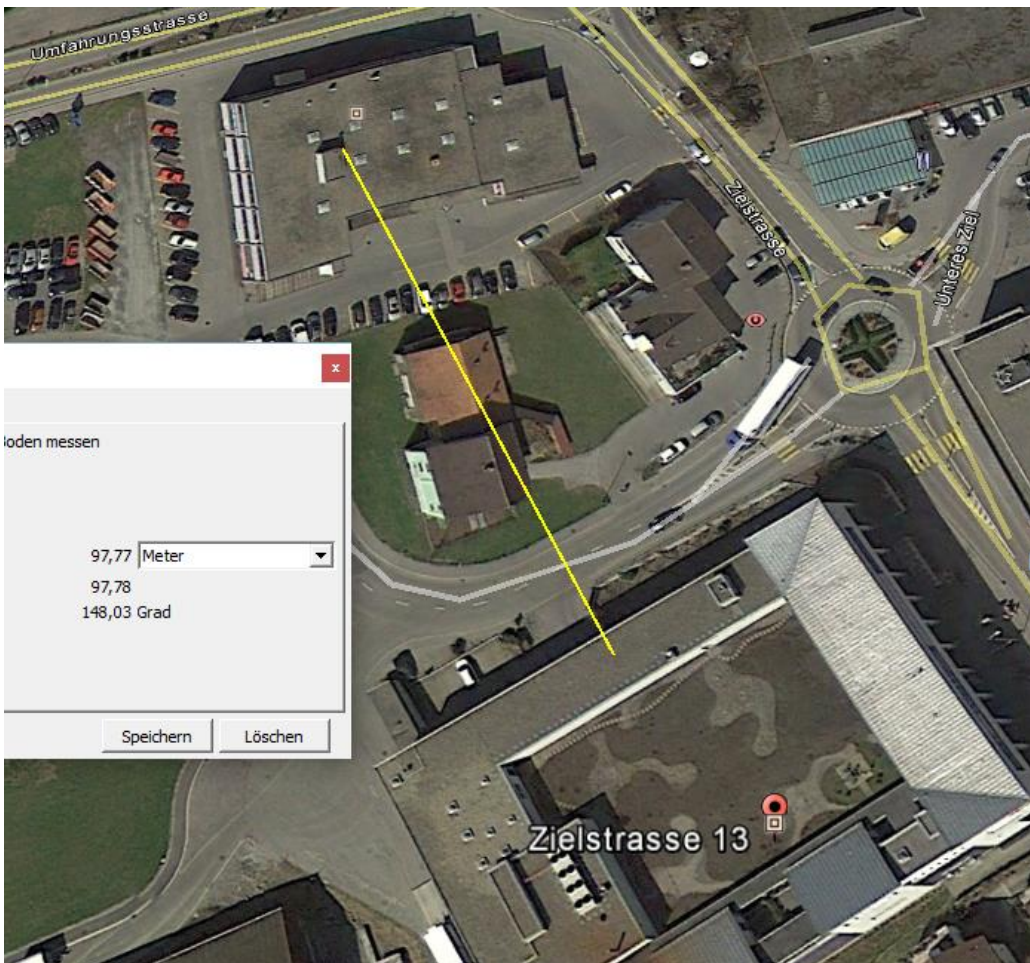 Umfahrungsstrasse
Zielstrasse
Unteres Ziel
x
Boden messen
97,77 Meter
97,78
148,03 Grad
Speichern Löschen
Zielstrasse 13